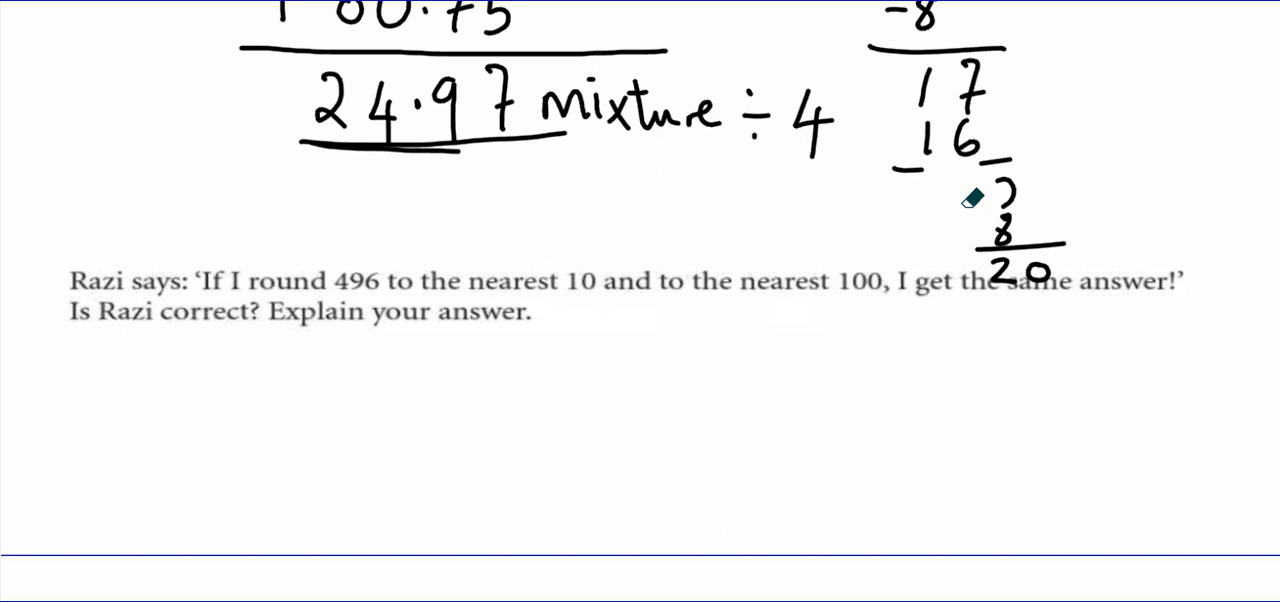 -8
24.97 mixture ÷ 4
17
16
8
20
Razi says: ‘If I round 496 to the nearest 10 and to the nearest 100, I get the same answer!’
Is Razi correct? Explain your answer.